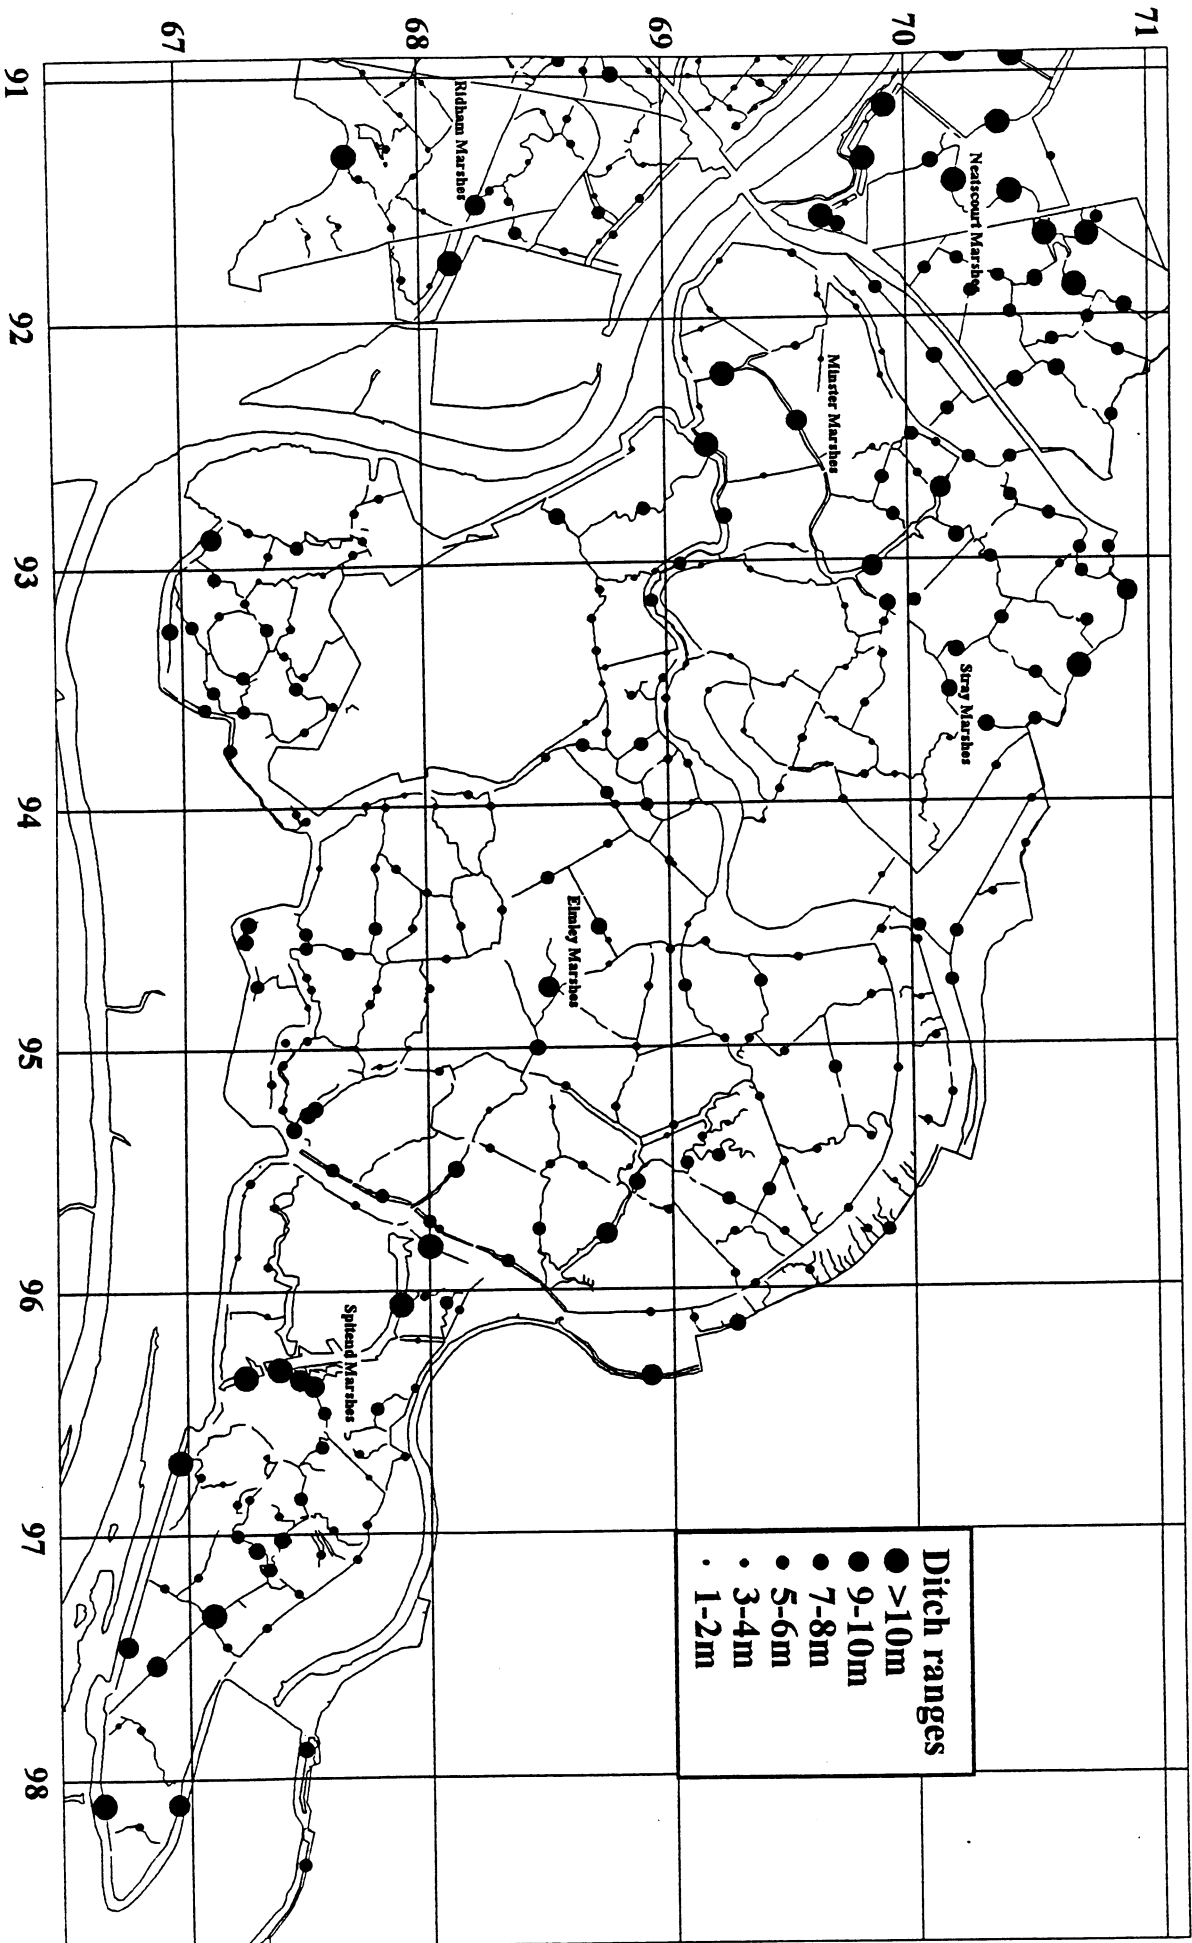 71
70
69
68
67
91
92
93
94
95
96
97
98
Neatscourt Marshes
Ridham Marshes
Minster Marshes
Stray Marshes
Elmley Marshes
Spitend Marshes
Ditch ranges
>10m
9-10m
7-8m
5-6m
3-4m
1-2m